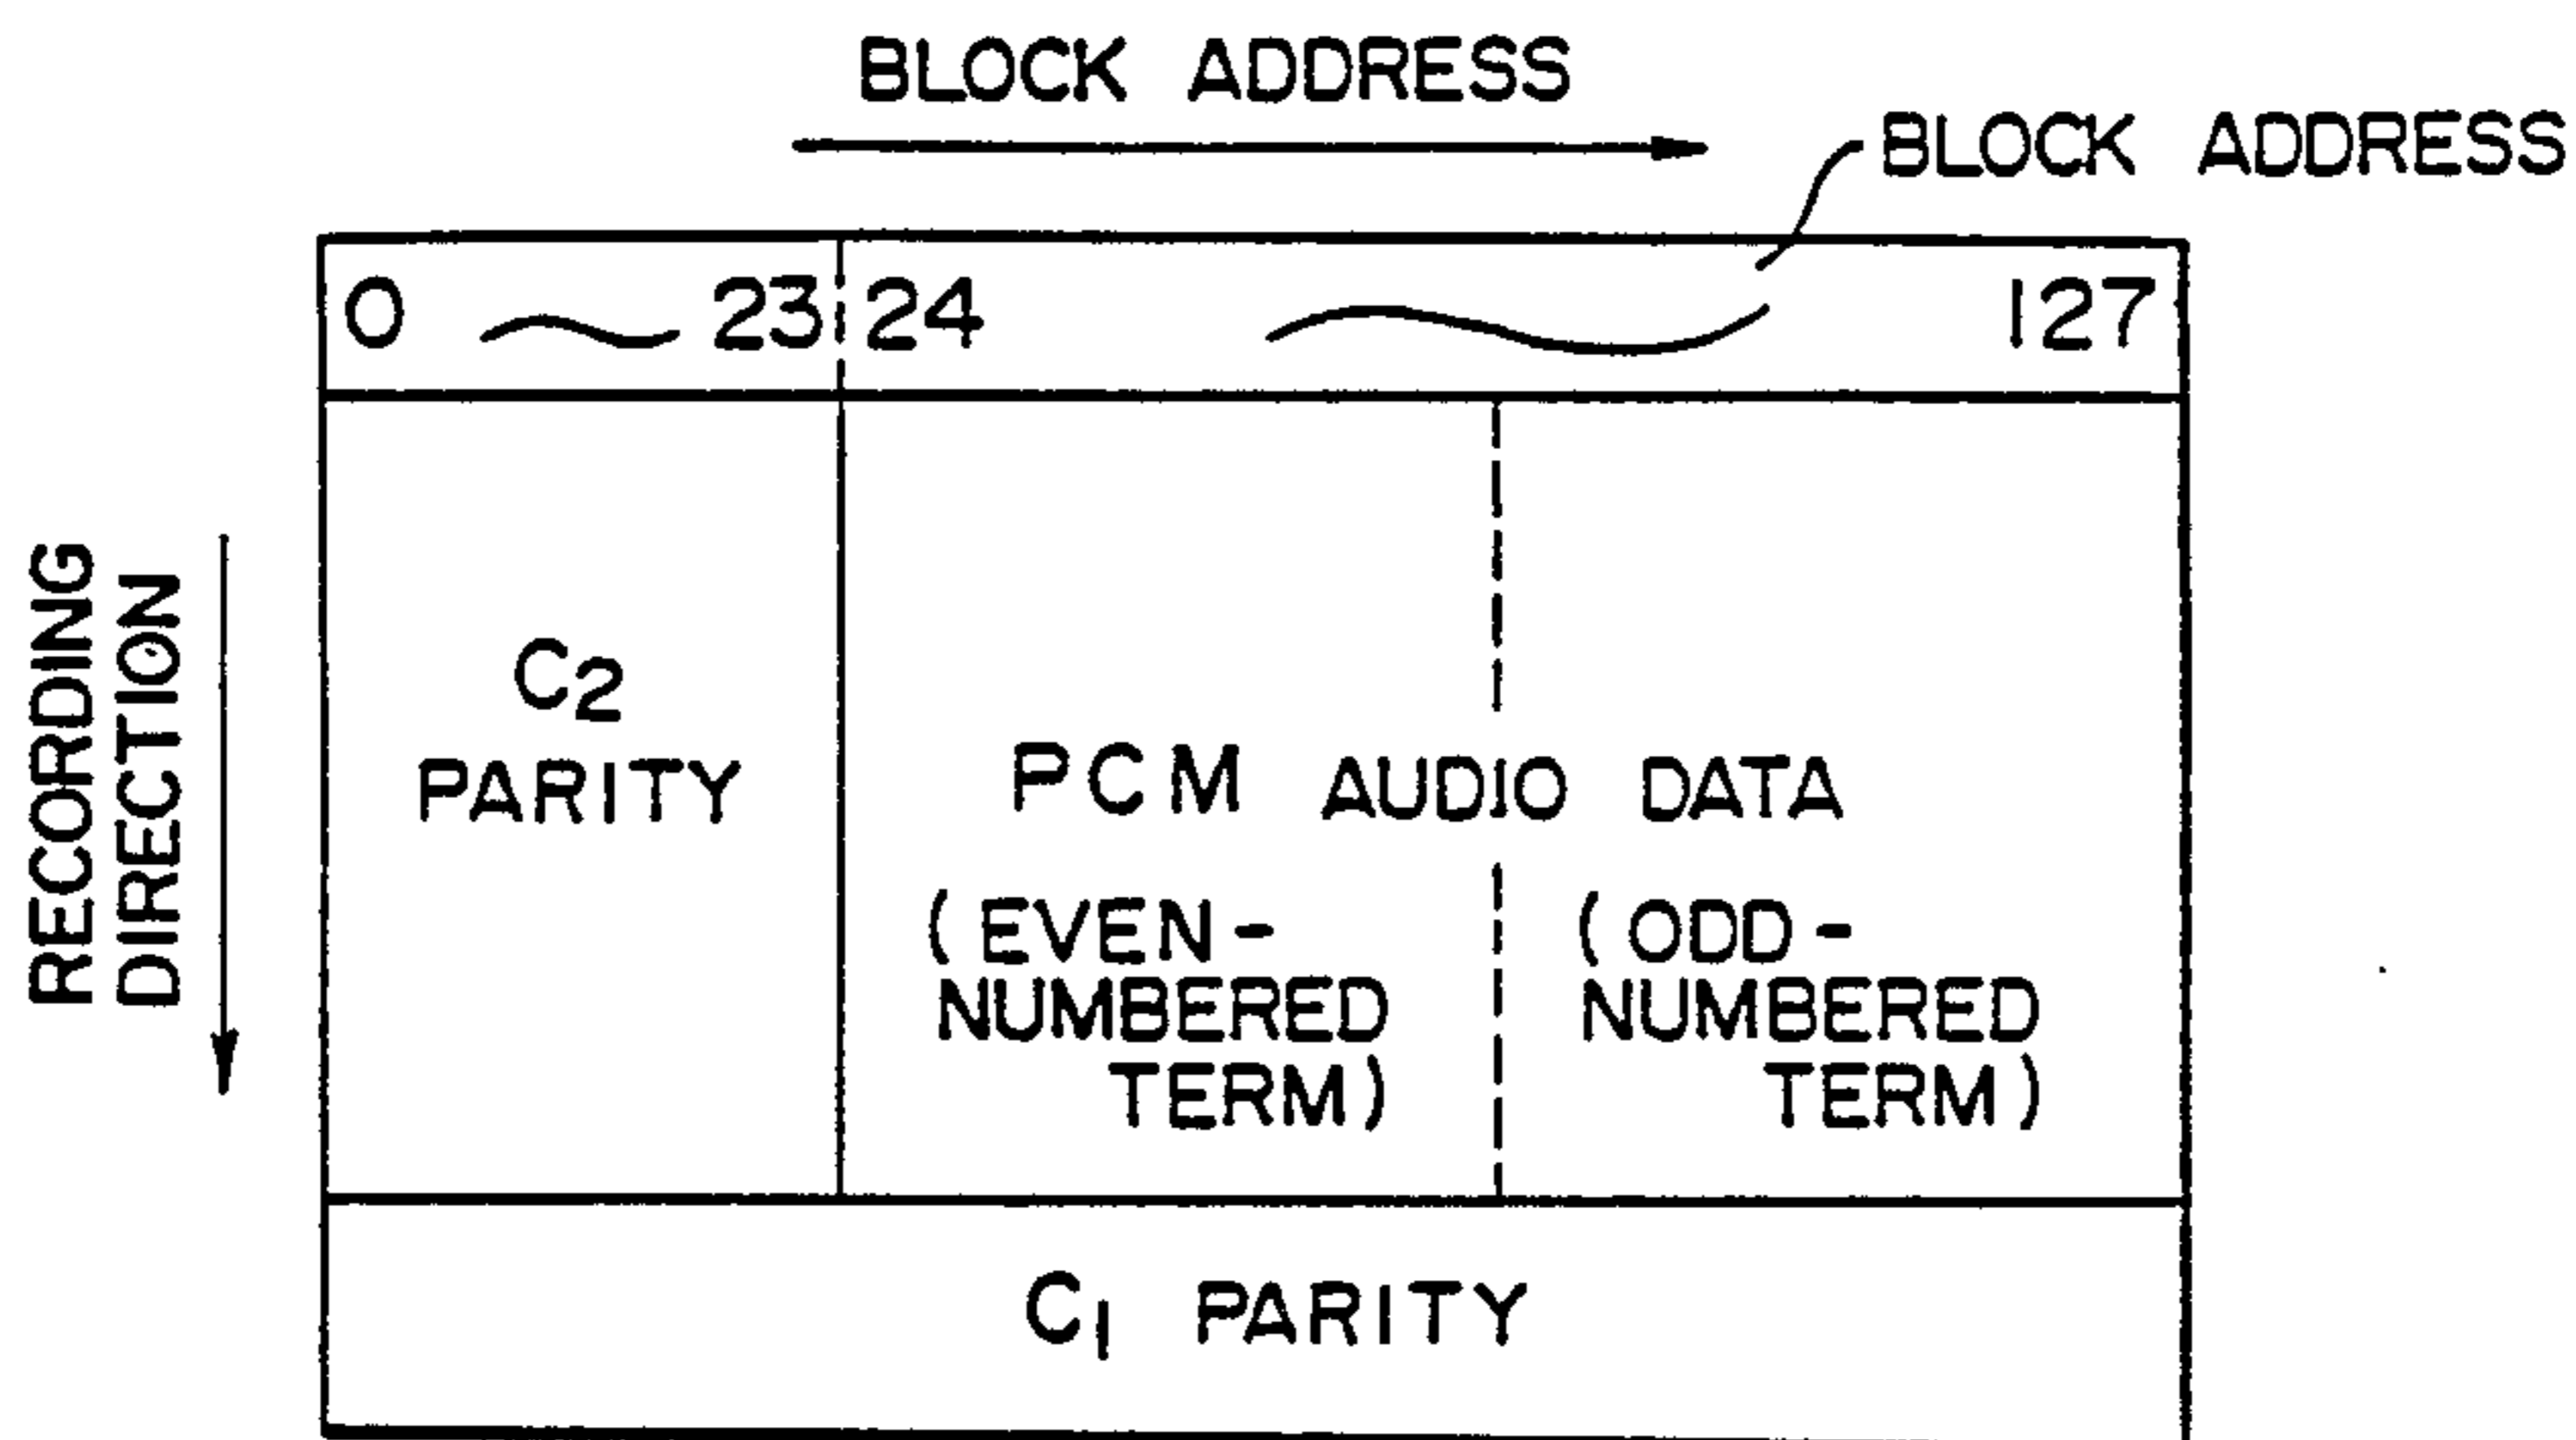 BLOCK ADDRESS
BLOCK ADDRESS
0 23 24 127
RECORDING
DIRECTION
C2
PARITY
PCM AUDIO DATA
(EVEN-
NUMBERED
TERM)
(ODD-
NUMBERED
TERM)
C1 PARITY